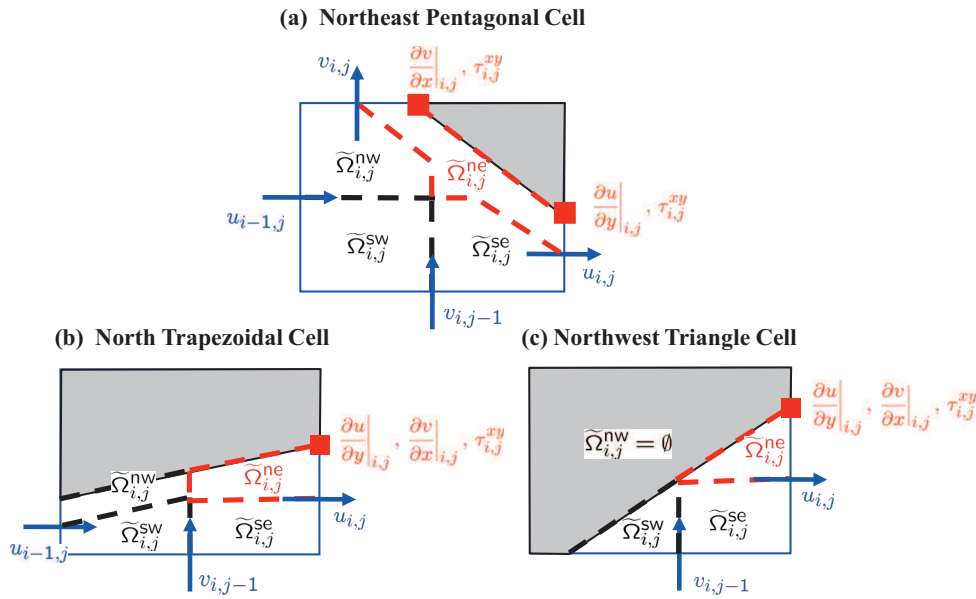 (a) Northeast Pentagonal Cell
v_{i,j}
∂v/∂x|_{i,j}, τ^{xy}_{i,j}
Ω̃^{nw}_{i,j}
Ω̃^{ne}_{i,j}
u_{i−1,j}
∂u/∂y|_{i,j}, τ^{xy}_{i,j}
Ω̃^{sw}_{i,j}
Ω̃^{se}_{i,j}
u_{i,j}
v_{i,j−1}
(b) North Trapezoidal Cell
∂u/∂y|_{i,j}, ∂v/∂x|_{i,j}, τ^{xy}_{i,j}
Ω̃^{nw}_{i,j}
Ω̃^{ne}_{i,j}
u_{i−1,j}
Ω̃^{sw}_{i,j}
Ω̃^{se}_{i,j}
u_{i,j}
v_{i,j−1}
(c) Northwest Triangle Cell
∂u/∂y|_{i,j}, ∂v/∂x|_{i,j}, τ^{xy}_{i,j}
Ω̃^{nw}_{i,j} = ∅
Ω̃^{ne}_{i,j}
u_{i,j}
Ω̃^{sw}_{i,j}
Ω̃^{se}_{i,j}
v_{i,j−1}